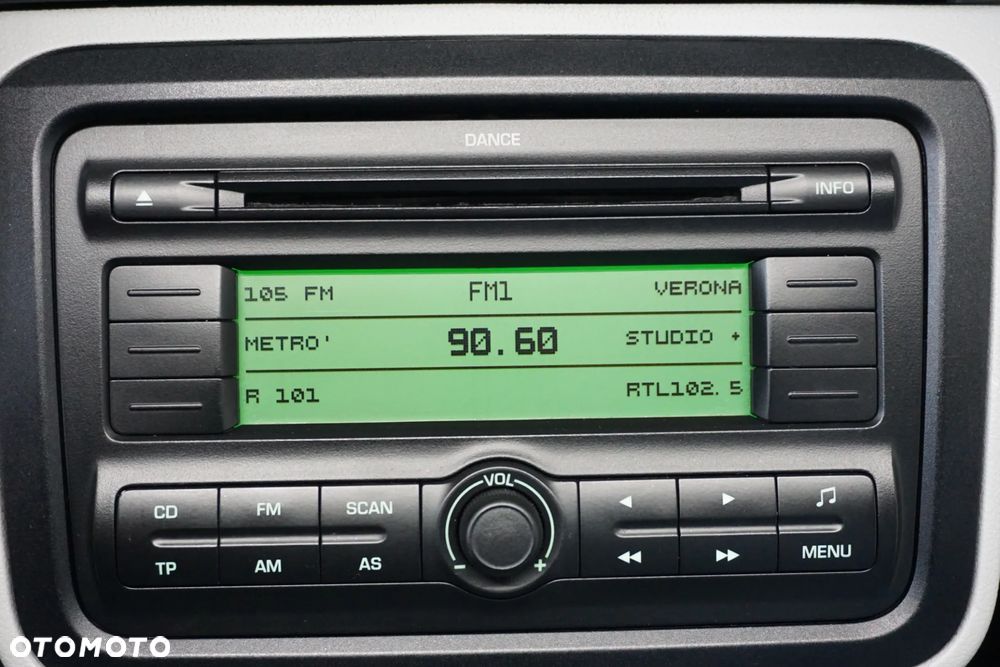 DANCE
INFO
105 FM FM1 VERONA
METRO' 90.60 STUDIO +
R 101 RTL102.5
VOL
CD FM SCAN MENU
TP AM AS
- +
OTOMOTO